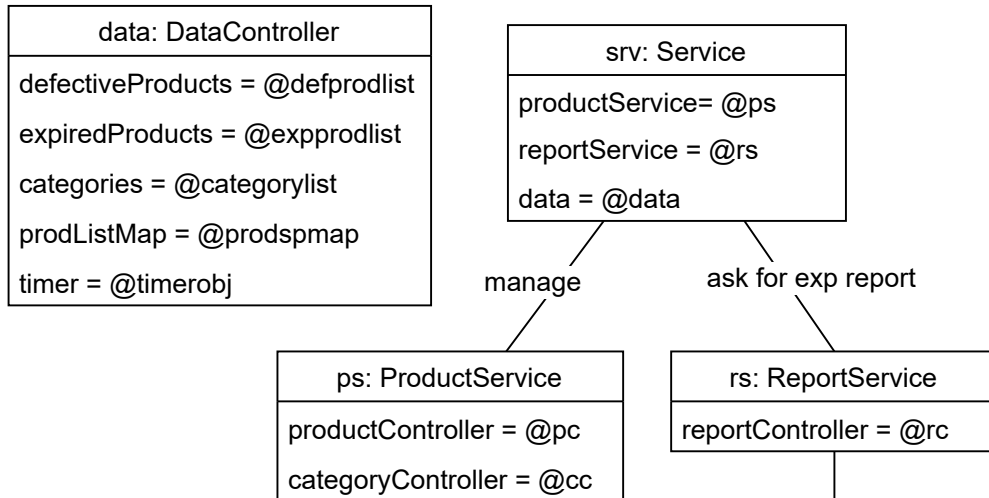 data: DataController
defectiveProducts = @defprodlist
expiredProducts = @expprodlist
categories = @categorylist
prodListMap = @prodspmap
timer = @timerobj
srv: Service
productService= @ps
reportService = @rs
data = @data
manage
ask for exp report
ps: ProductService
productController = @pc
categoryController = @cc
rs: ReportService
reportController = @rc